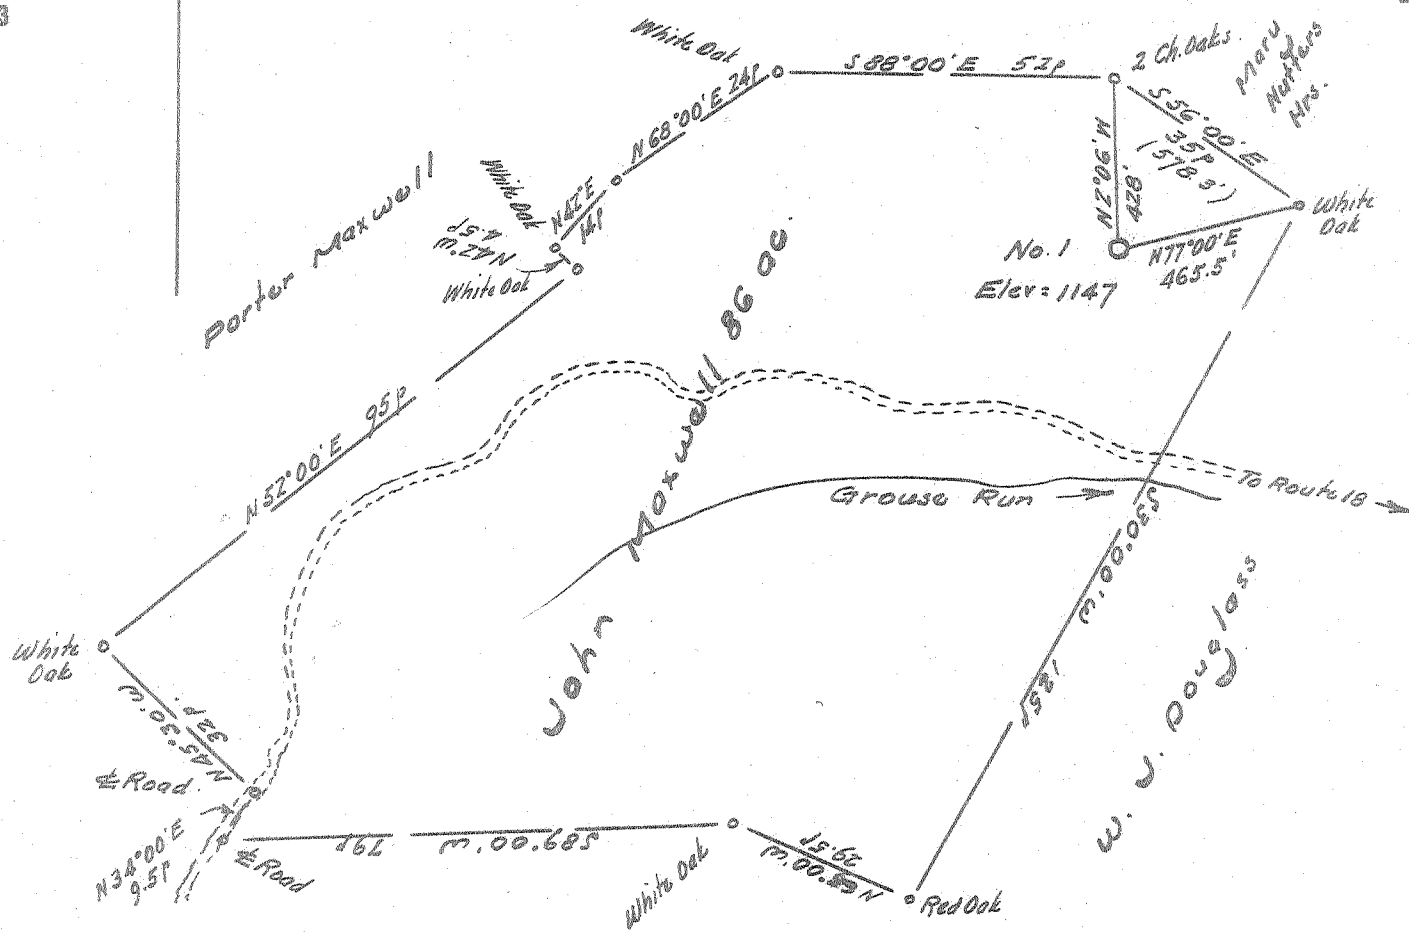 3
White Oak
S 88°00' E 52p
2 Ch. Oaks.
Mary
Nutters
Hrs.
N 68°00' E 24p
S 56°00' E
35p
(578.3')
N 2°06' W
428'
White
Oak
N 77°00' E
465.5'
No. 1
Elev = 1147
Porter Maxwell
White Oak
N 42° E
14p
N 42° W
4.5p
White Oak
N 52°00' E 95p
John Maxwell 86 ac.
Grouse Run
To Route 18
S 30°00' W
185p
W. J. Douglass
White
Oak
N 45°30' W
32p.
℄ Road.
N 34°00' E
9.5p
℄ Road
S 89°00' W 79p
White Oak
29.5p
Red Oak